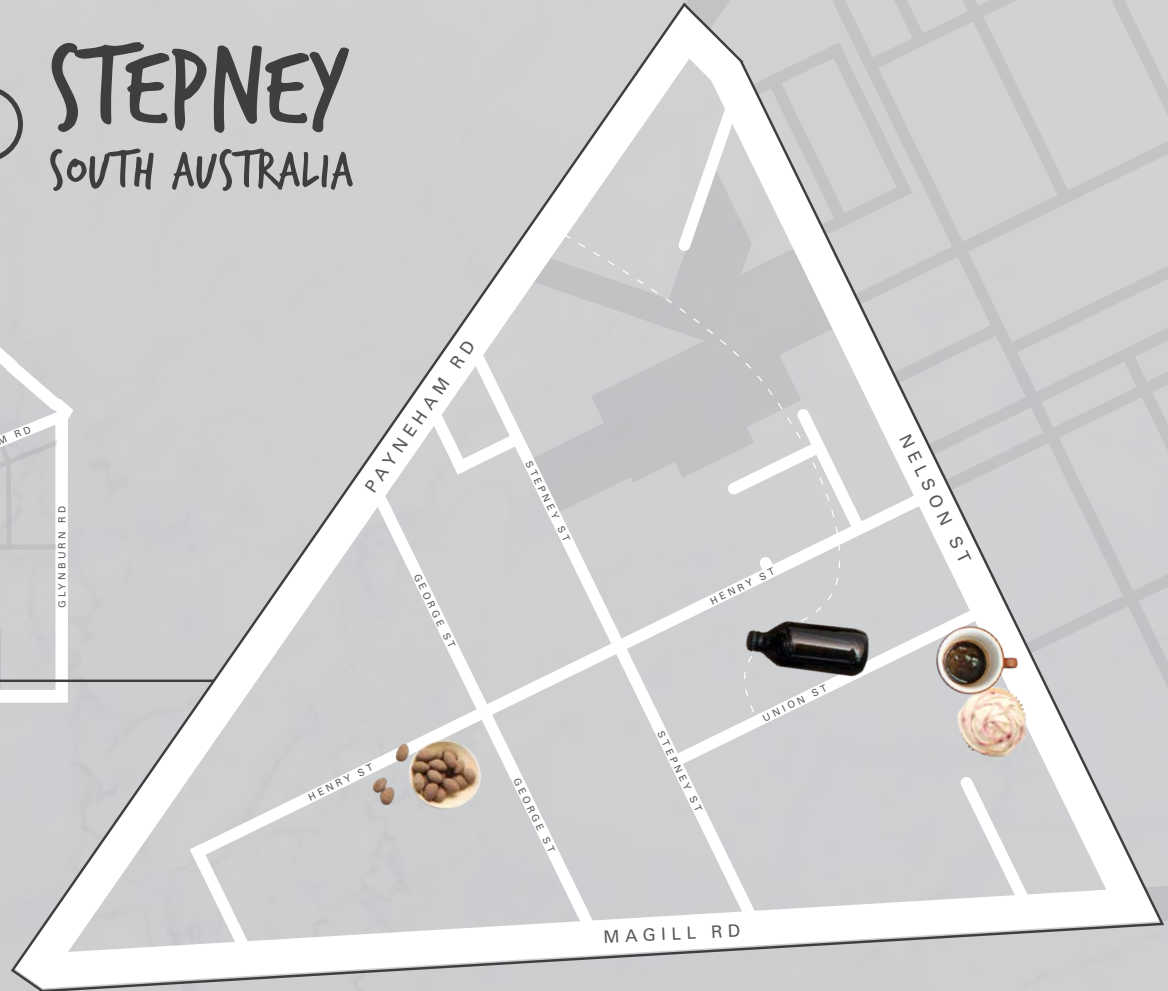 STEPNEY
SOUTH AUSTRALIA
PAYNEHAM RD
NELSON ST
M RD
GLYNBURN RD
STEPNEY ST
GEORGE ST
HENRY ST
UNION ST
STEPNEY ST
HENRY ST
GEORGE ST
MAGILL RD